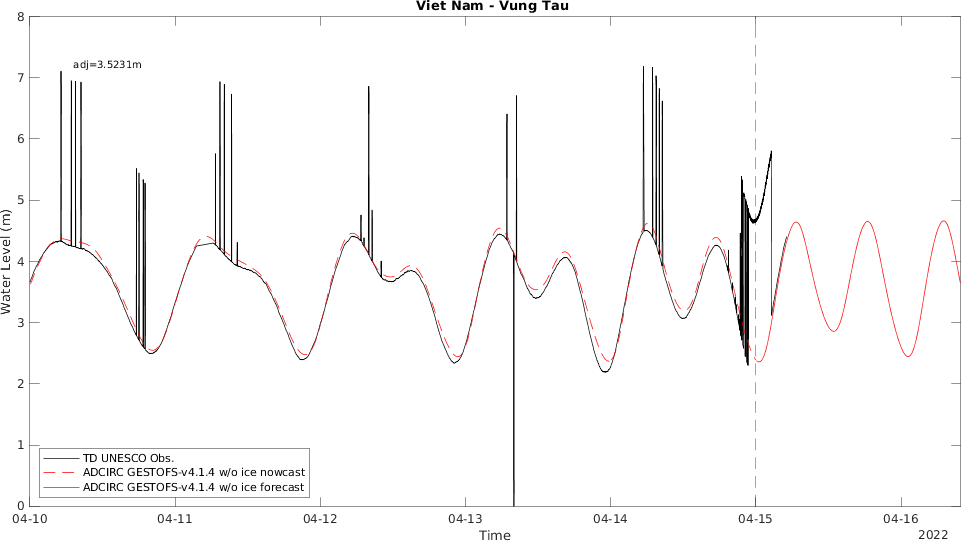 Viet Nam - Vung Tau
8
7
6
5
4
3
2
1
0
Water Level (m)
adj=3.5231m
TD UNESCO Obs.
ADCIRC GESTOFS-v4.1.4 w/o ice nowcast
ADCIRC GESTOFS-v4.1.4 w/o ice forecast
04-10 04-11 04-12 04-13 04-14 04-15 04-16
Time
2022